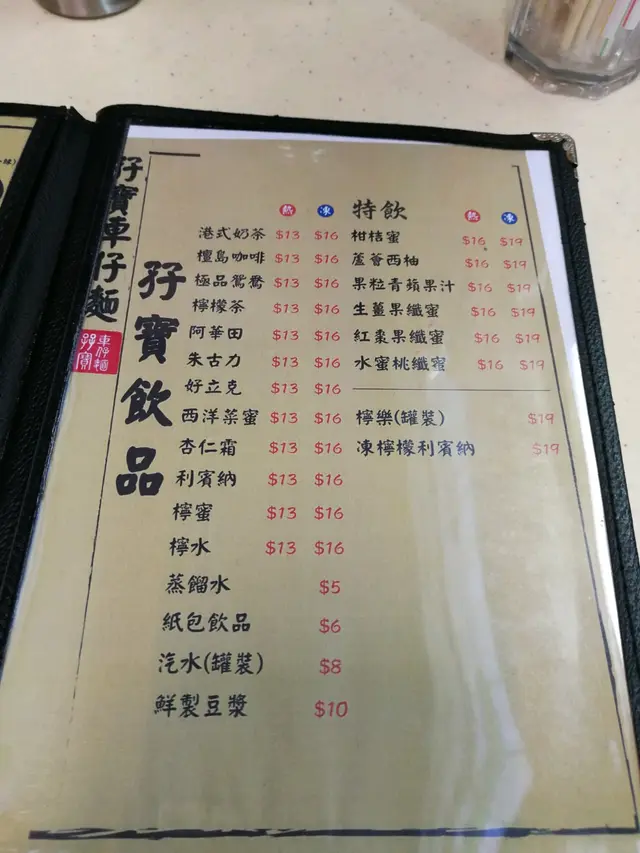 孖寶車仔麵
孖寶
車仔麵
孖寶飲品
熱 凍
港式奶茶 $13 $16
檀島咖啡 $13 $16
極品鴛鴦 $13 $16
檸檬茶 $13 $16
阿華田 $13 $16
朱古力 $13 $16
好立克 $13 $16
西洋菜蜜 $13 $16
杏仁霜 $13 $16
利賓納 $13 $16
檸蜜 $13 $16
檸水 $13 $16
蒸餾水 $5
紙包飲品 $6
汽水(罐裝) $8
鮮製豆漿 $10
特飲 熱 凍
柑桔蜜 $16 $19
蘆薈西柚 $16 $19
果粒青蘋果汁 $16 $19
生薑果纖蜜 $16 $19
紅棗果纖蜜 $16 $19
水蜜桃纖蜜 $16 $19
檸樂(罐裝) $19
凍檸檬利賓納 $19